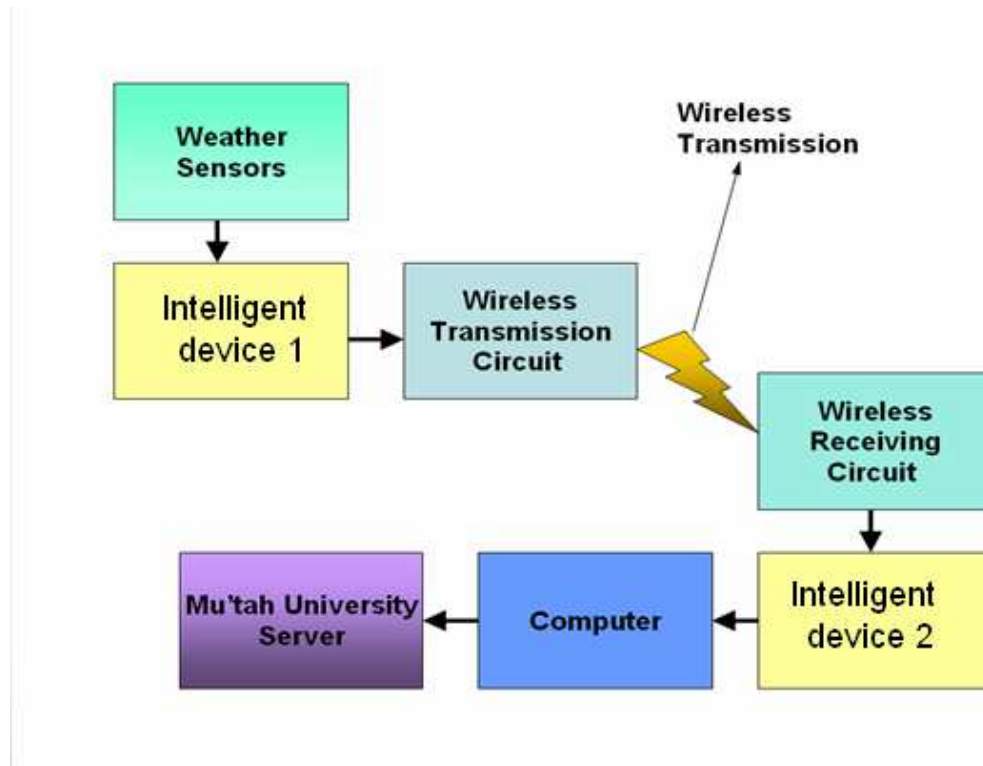 Weather
Sensors
Wireless
Transmission
Intelligent
device 1
Wireless
Transmission
Circuit
Wireless
Receiving
Circuit
Mu'tah University
Server
Computer
Intelligent
device 2